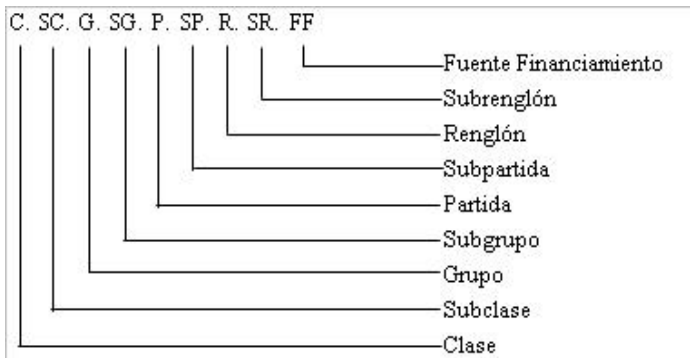 C. SC. G. SG. P. SP. R. SR. FF
Fuente Financiamiento
Subrenglón
Renglón
Subpartida
Partida
Subgrupo
Grupo
Subclase
Clase